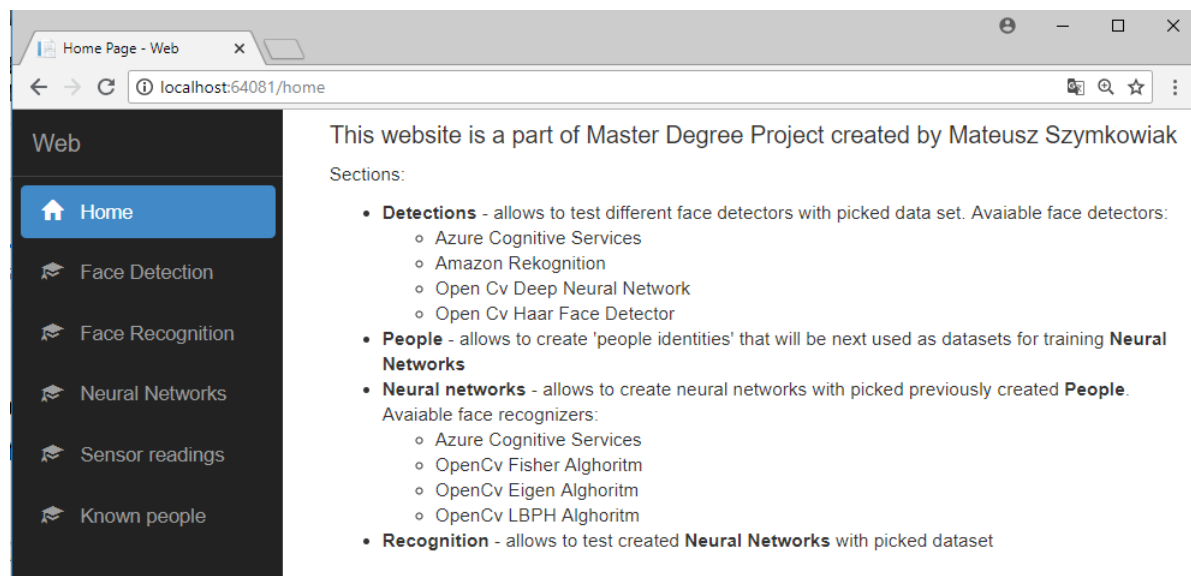 Home Page - Web
localhost:64081/home
Web
Home
Face Detection
Face Recognition
Neural Networks
Sensor readings
Known people
This website is a part of Master Degree Project created by Mateusz Szymkowiak
Sections:
Detections - allows to test different face detectors with picked data set. Avaiable face detectors:
Azure Cognitive Services
Amazon Rekognition
Open Cv Deep Neural Network
Open Cv Haar Face Detector
People - allows to create 'people identities' that will be next used as datasets for training Neural
Networks
Neural networks - allows to create neural networks with picked previously created People.
Avaiable face recognizers:
Azure Cognitive Services
OpenCv Fisher Alghoritm
OpenCv Eigen Alghoritm
OpenCv LBPH Alghoritm
Recognition - allows to test created Neural Networks with picked dataset